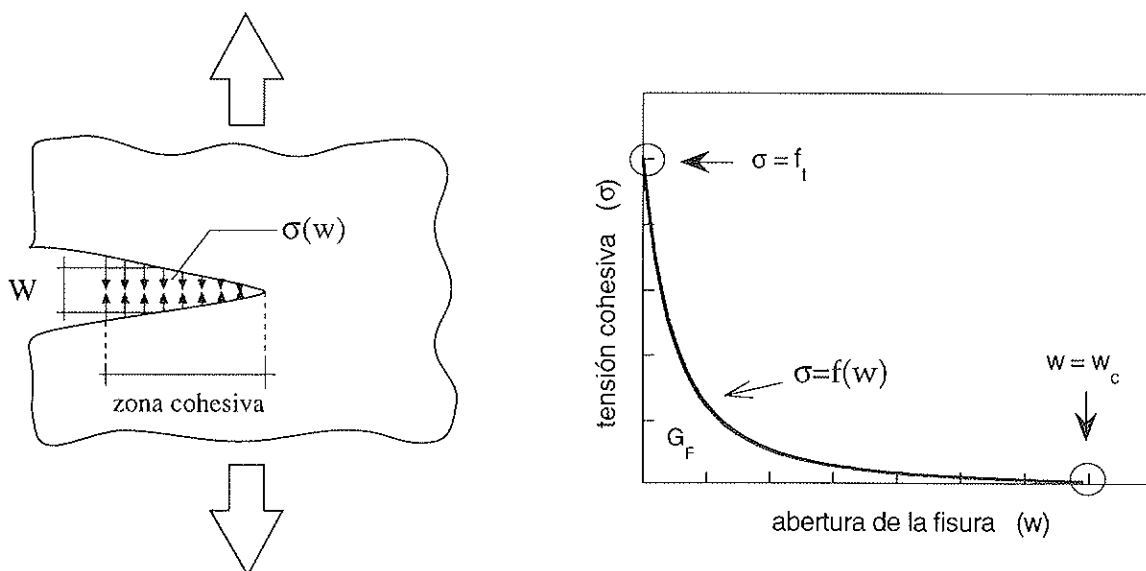 σ(w)
W
zona cohesiva
σ = f_t
tensión cohesiva (σ)
σ=f(w)
w = w_c
G_F
abertura de la fisura (w)